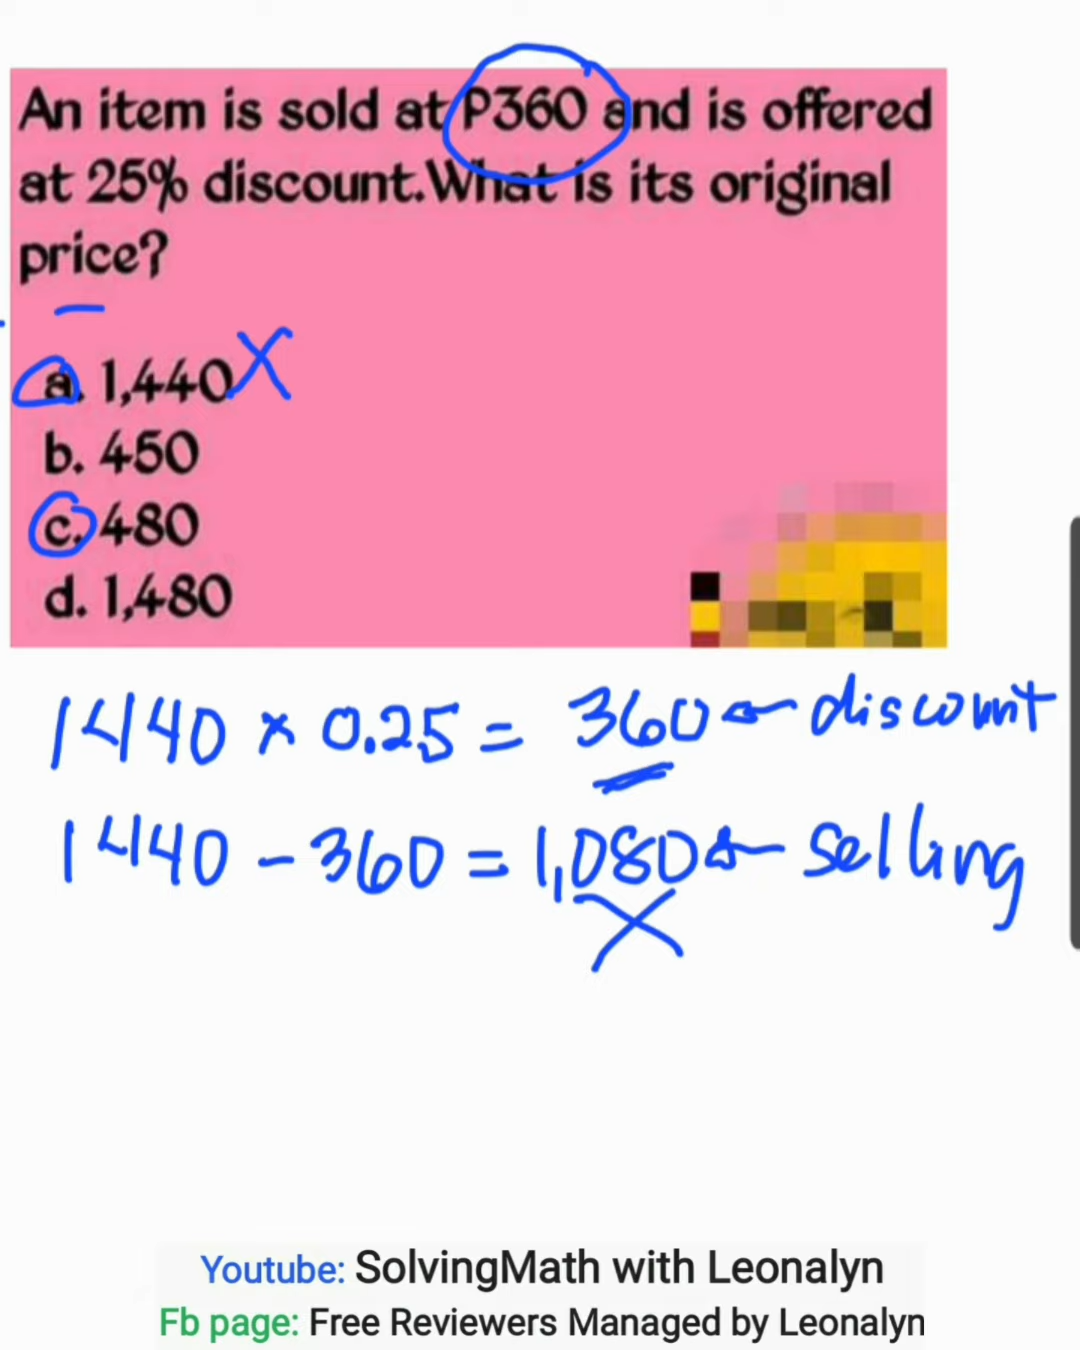 An item is sold at P360 and is offered
at 25% discount.What is its original
price?
a. 1,440 X
b. 450
c. 480
d. 1,480
1440 x 0.25 = 360 ← discount
1440 - 360 = 1,080 ← selling
X
Youtube: SolvingMath with Leonalyn
Fb page: Free Reviewers Managed by Leonalyn